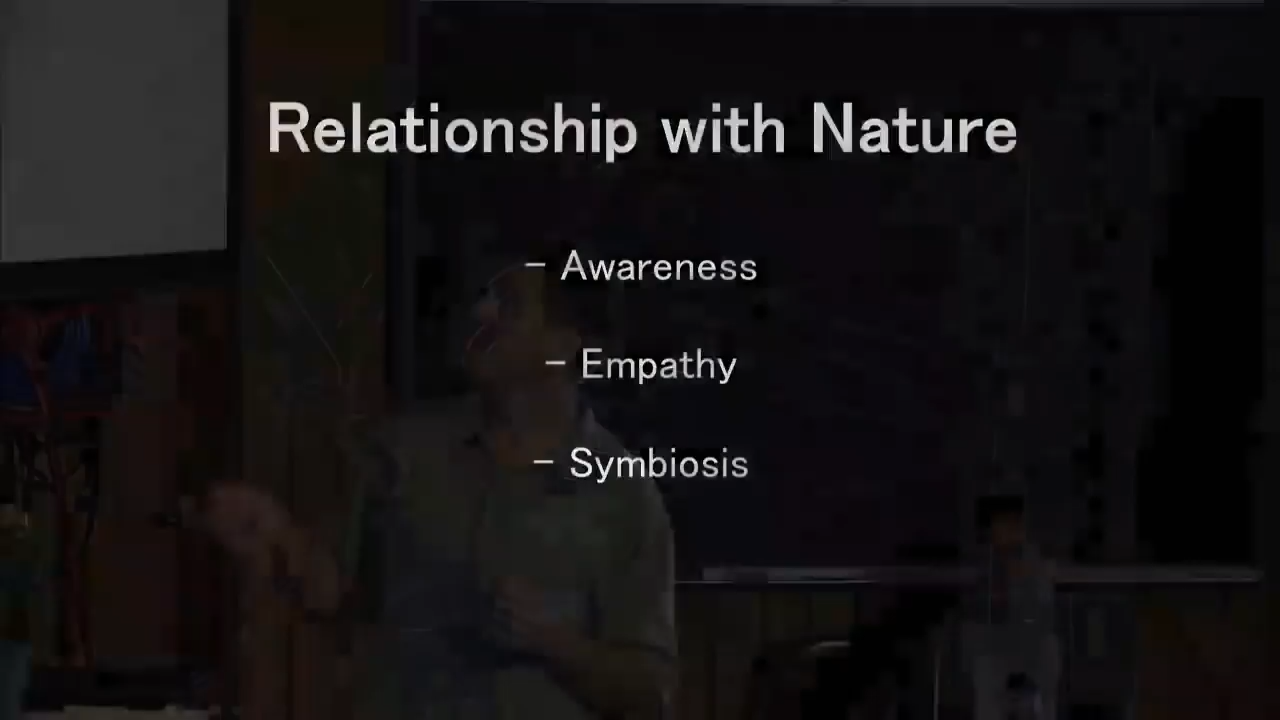 Relationship with Nature
- Awareness
- Empathy
- Symbiosis